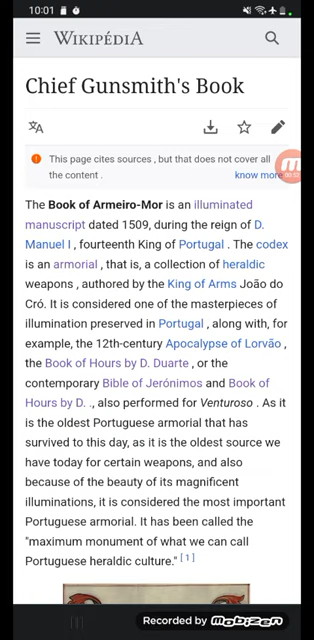 10:01
WIKIPÉDIA
Chief Gunsmith's Book
This page cites sources , but that does not cover all
the content . know more
00:52
The Book of Armeiro-Mor is an illuminated
manuscript dated 1509, during the reign of D.
Manuel I , fourteenth King of Portugal . The codex
is an armorial , that is, a collection of heraldic
weapons , authored by the King of Arms João do
Cró. It is considered one of the masterpieces of
illumination preserved in Portugal , along with, for
example, the 12th-century Apocalypse of Lorvão ,
the Book of Hours by D. Duarte , or the
contemporary Bible of Jerónimos and Book of
Hours by D. ., also performed for Venturoso . As it
is the oldest Portuguese armorial that has
survived to this day, as it is the oldest source we
have today for certain weapons, and also
because of the beauty of its magnificent
illuminations, it is considered the most important
Portuguese armorial. It has been called the
"maximum monument of what we can call
Portuguese heraldic culture." [ 1 ]
Recorded by mobizen